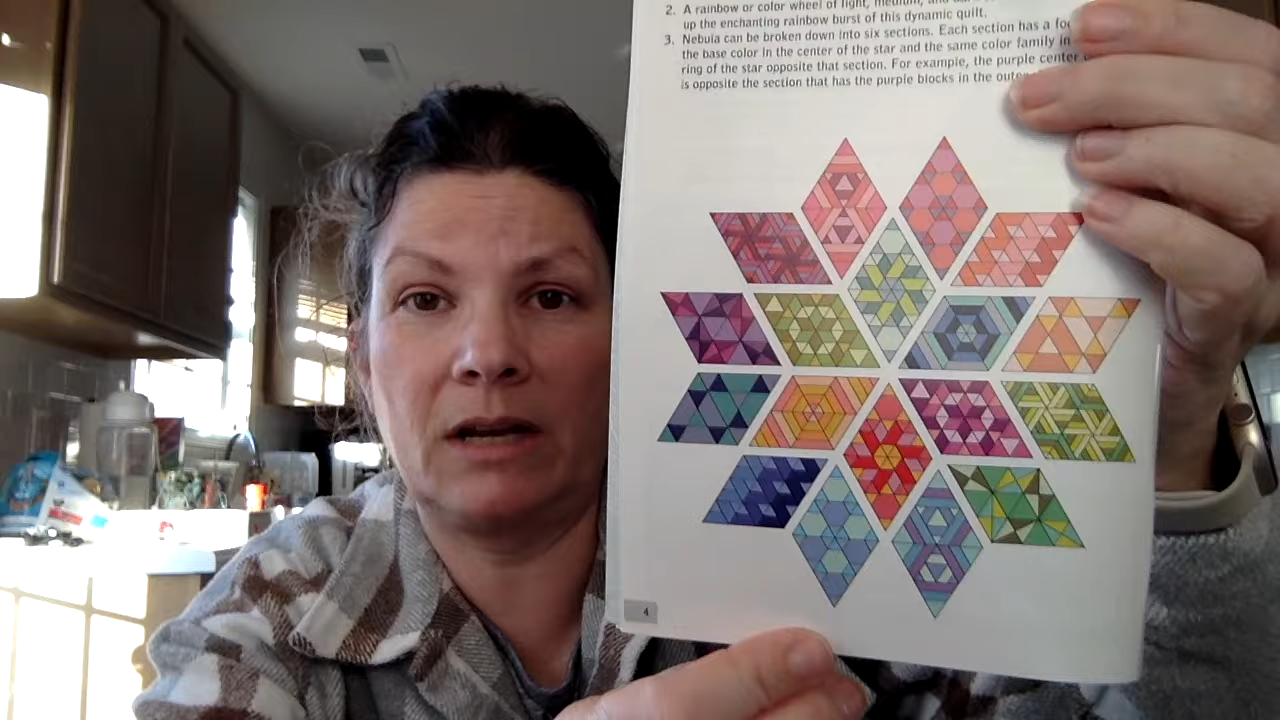 2. A rainbow or color wheel of light, medium, and
up the enchanting rainbow burst of this dynamic quilt.
3. Nebula can be broken down into six sections. Each section has a
the base color in the center of the star and the same color family in
ring of the star opposite that section. For example, the purple center
is opposite the section that has the purple blocks in the
4